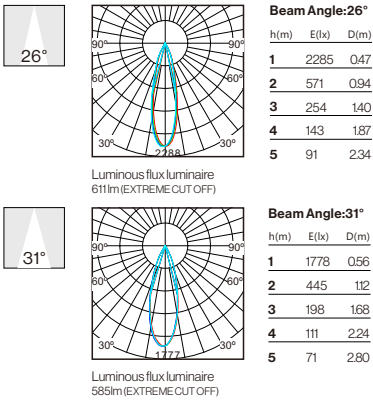 26°
90° 90°
60° 60°
30° 30°
2288
Luminous flux luminaire
611lm (EXTREME CUT OFF)
Beam Angle:26°
h(m) E(lx) D(m)
1 2285 0.47
2 571 0.94
3 254 1.40
4 143 1.87
5 91 2.34
31°
90° 90°
60° 60°
30° 30°
1777
Luminous flux luminaire
585lm (EXTREME CUT OFF)
Beam Angle:31°
h(m) E(lx) D(m)
1 1778 0.56
2 445 1.12
3 198 1.68
4 111 2.24
5 71 2.80